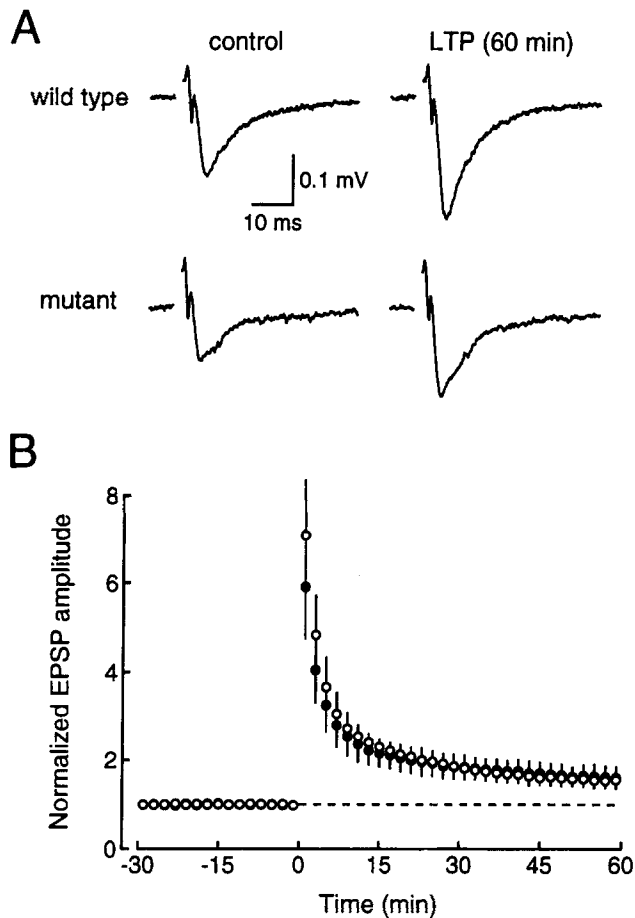 A
control
LTP (60 min)
wild type
0.1 mV
10 ms
mutant
B
Normalized EPSP amplitude
8
6
4
2
0
-30
-15
0
15
30
45
60
Time (min)